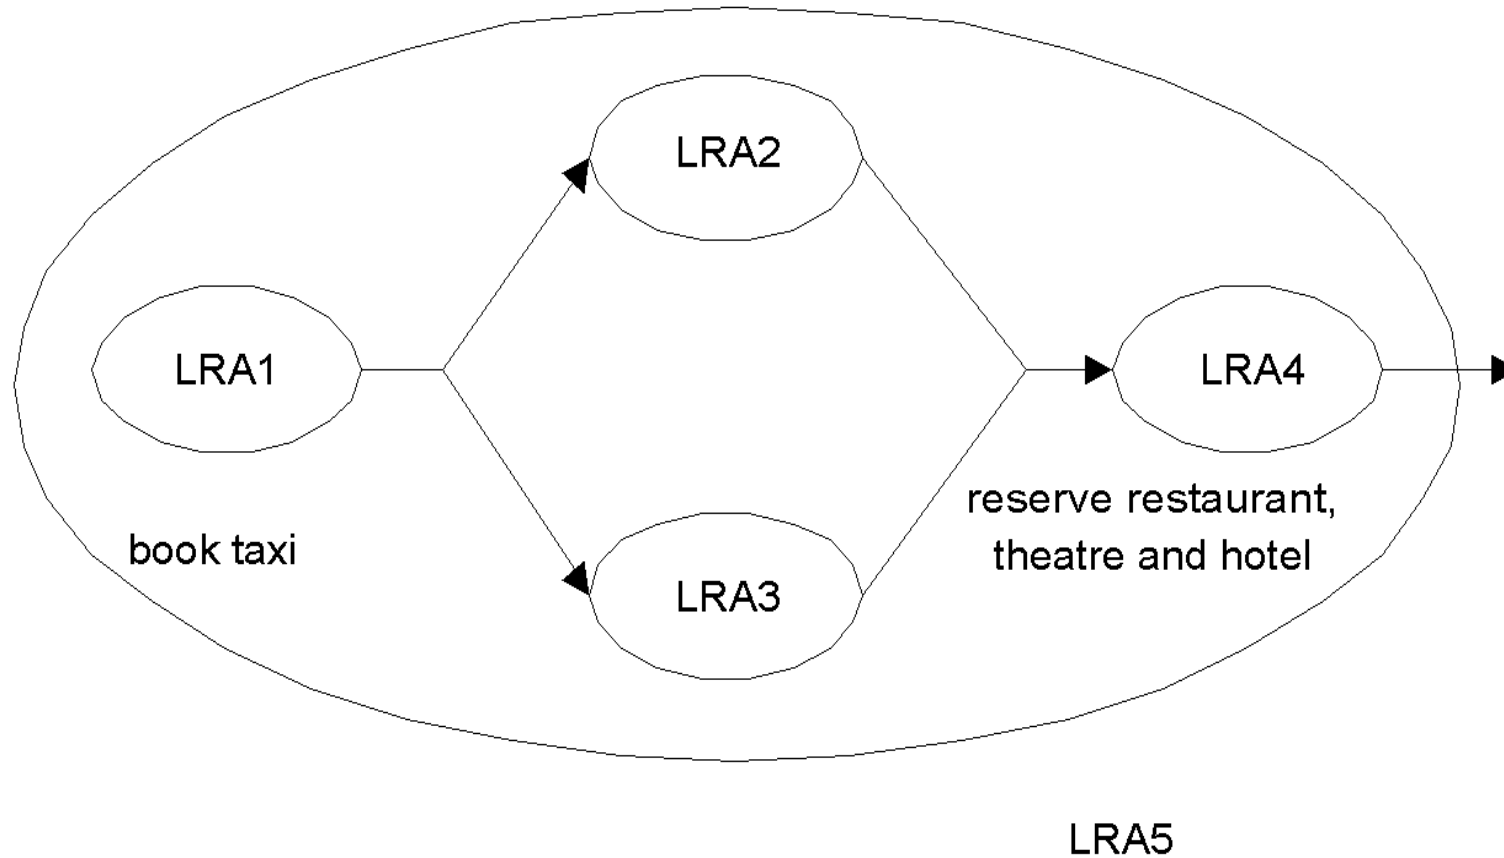 LRA2
LRA1
LRA4
reserve restaurant,
theatre and hotel
book taxi
LRA3
LRA5